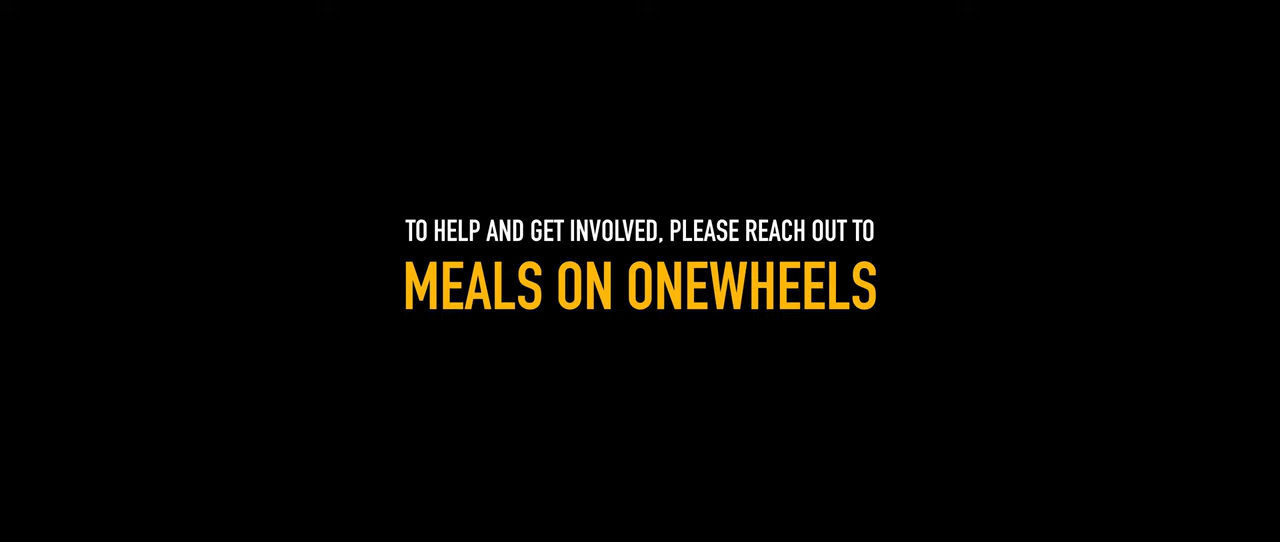 TO HELP AND GET INVOLVED, PLEASE REACH OUT TO
MEALS ON ONEWHEELS